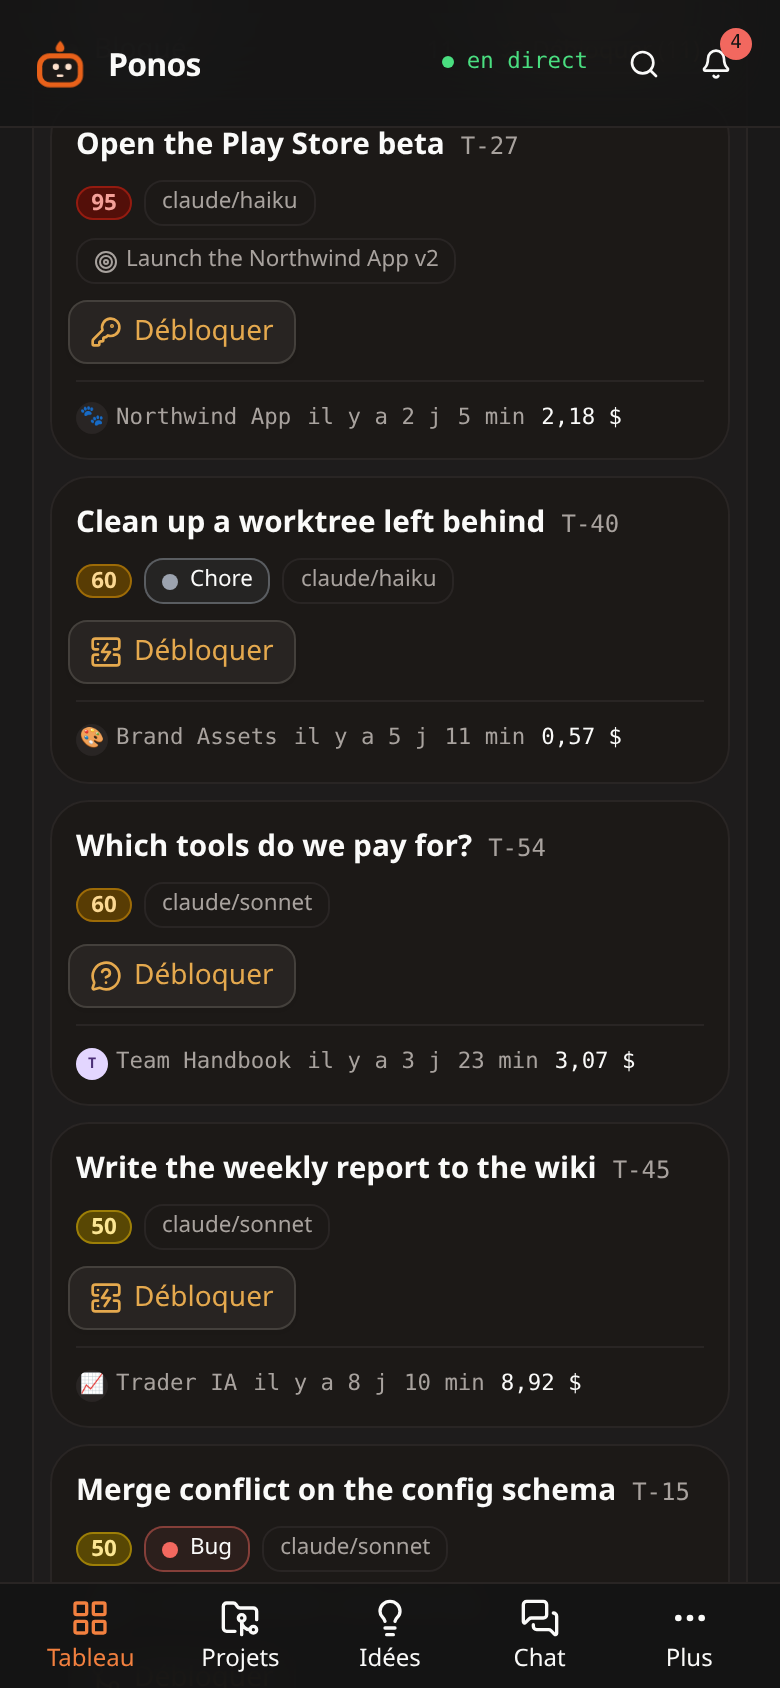 Ponos
en direct
4
Open the Play Store beta T-27
95 claude/haiku
Launch the Northwind App v2
Débloquer
Northwind App il y a 2 j 5 min 2,18 $
Clean up a worktree left behind T-40
60 Chore claude/haiku
Débloquer
Brand Assets il y a 5 j 11 min 0,57 $
Which tools do we pay for? T-54
60 claude/sonnet
Débloquer
T Team Handbook il y a 3 j 23 min 3,07 $
Write the weekly report to the wiki T-45
50 claude/sonnet
Débloquer
Trader IA il y a 8 j 10 min 8,92 $
Merge conflict on the config schema T-15
50 Bug claude/sonnet
Tableau Projets Idées Chat Plus